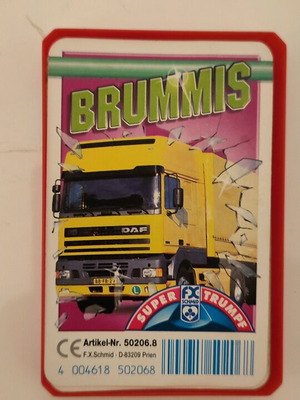 BRUMMIS
DAF
SUPER FX SCHMID TRUMPF
CE Artikel-Nr. 50206.8
F.X.Schmid · D-83209 Prien
4 004618 502068